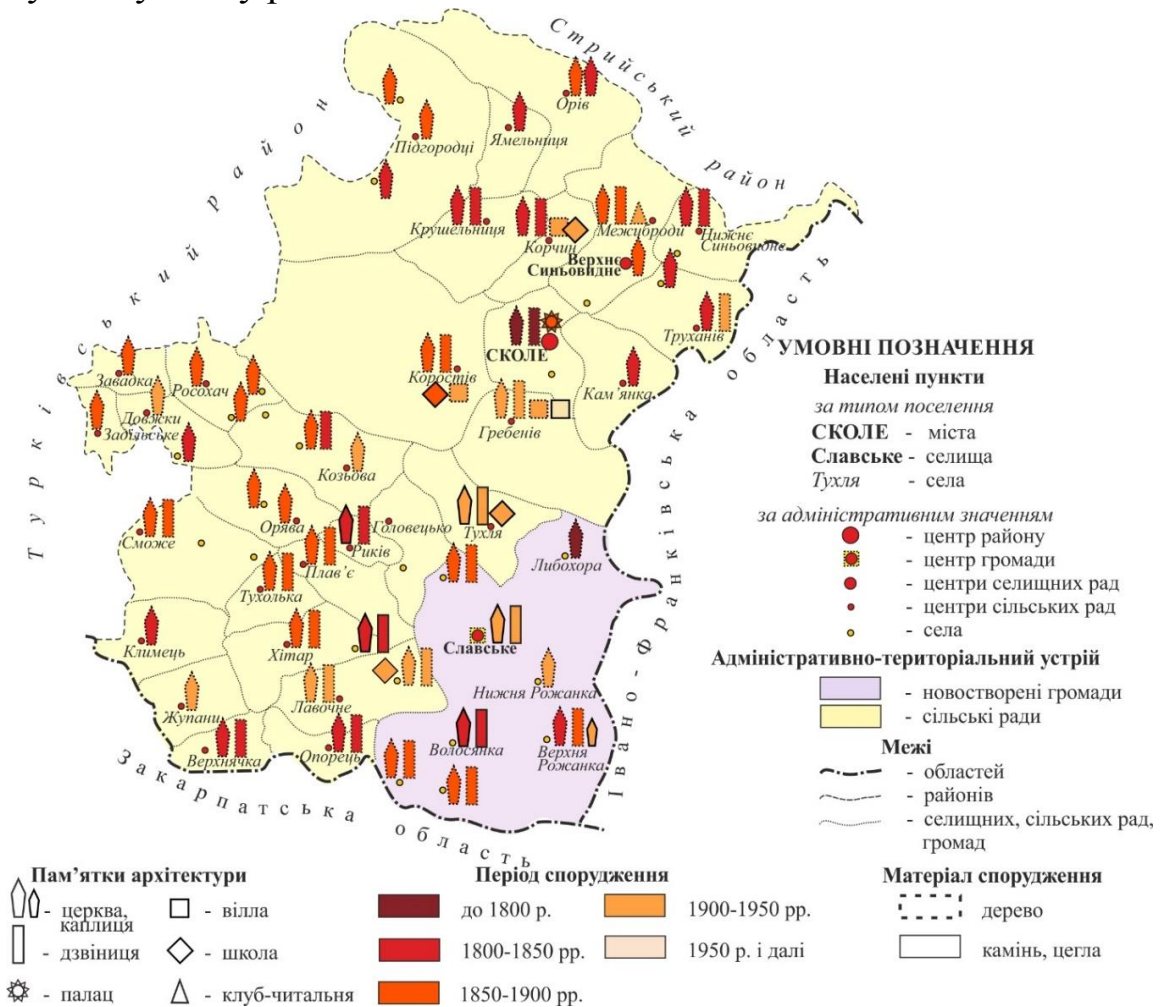 Стрийський район
Турківський район
Орів
Ямельниця
Підгородці
Крушельниця
Корчин
Межиброди
Нижнє
Синьовидне
Верхнє
Синьовидне
Труханів
СКОЛЕ
Коростів
Кам’янка
Гребенів
Завадка
Росохач
Довжки
Задільське
Козьова
Орява
Головецько
Тухля
Сможе
Риків
Плав’є
Либохора
Тухолька
Климець
Хітар
Славське
Нижня Рожанка
Жупани
Лавочне
Верхнячка
Опорець
Волосянка
Верхня
Рожанка
Закарпатська область
Івано-Франківська область
УМОВНІ ПОЗНАЧЕННЯ
Населені пункти
за типом поселення
СКОЛЕ - міста
Славське - селища
Тухля - села
за адміністративним значенням
- центр району
- центр громади
- центри селищних рад
- центри сільських рад
- села
Адміністративно-територіальний устрій
- новостворені громади
- сільські ради
Межі
- областей
- районів
- селищних, сільських рад,
громад
Пам’ятки архітектури
- церква,
каплиця
- дзвіниця
- палац
- вілла
- школа
- клуб-читальня
Період спорудження
до 1800 р.
1800-1850 рр.
1850-1900 рр.
1900-1950 рр.
1950 р. і далі
Матеріал спорудження
дерево
камінь, цегла